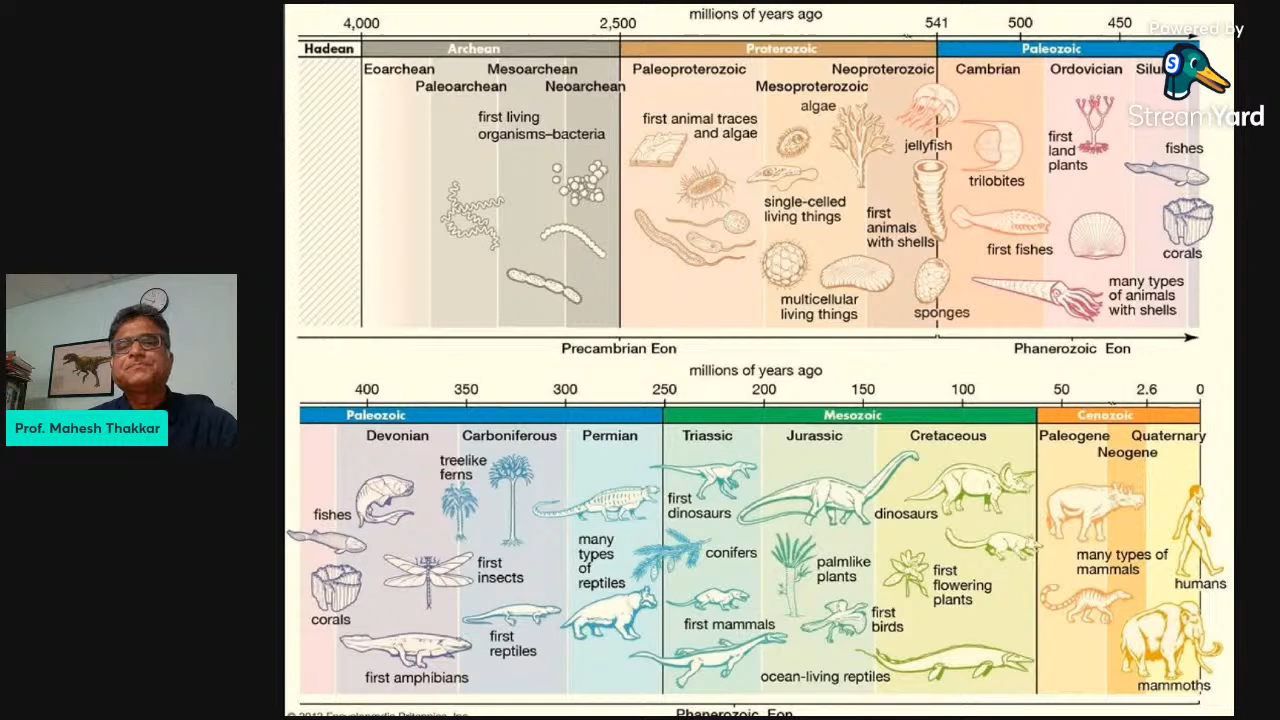 millions of years ago
4,000
2,500
541
500
450
Powered by
StreamYard
Hadean
Archean
Proterozoic
Paleozoic
Eoarchean
Mesoarchean
Paleoproterozoic
Neoproterozoic
Cambrian
Ordovician
Paleoarchean
Neoarchean
Mesoproterozoic
first living
organisms–bacteria
first animal traces
and algae
algae
jellyfish
first
land
plants
fishes
trilobites
single-celled
living things
first
animals
with shells
first fishes
corals
multicellular
living things
sponges
many types
of animals
with shells
Precambrian Eon
Phanerozoic Eon
millions of years ago
400
350
300
250
200
150
100
50
2.6
0
Paleozoic
Mesozoic
Cenozoic
Devonian
Carboniferous
Permian
Triassic
Jurassic
Cretaceous
Paleogene
Quaternary
Neogene
treelike
ferns
fishes
first
insects
many
types
of
reptiles
first
dinosaurs
dinosaurs
conifers
palmlike
plants
first
flowering
plants
many types of
mammals
humans
corals
first
reptiles
first mammals
first
birds
first amphibians
ocean-living reptiles
mammoths
Phanerozoic Eon
Prof. Mahesh Thakkar